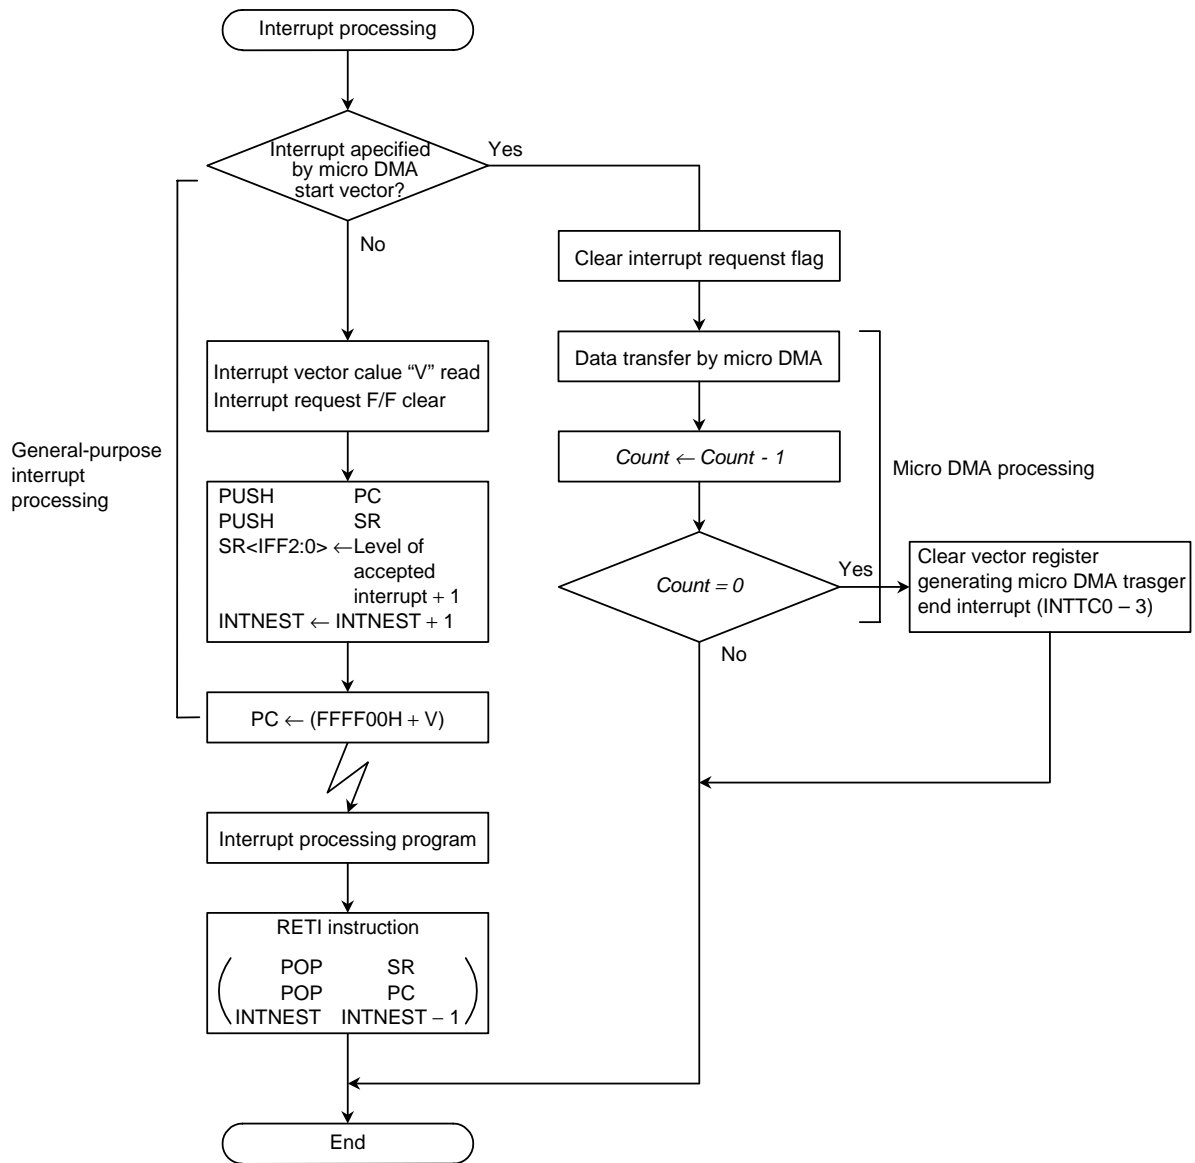 Interrupt processing
Interrupt apecified
by micro DMA
start vector?
Yes
No
Clear interrupt requenst flag
Data transfer by micro DMA
Interrupt vector calue “V” read
Interrupt request F/F clear
General-purpose
interrupt
processing
Count ← Count - 1
Micro DMA processing
PUSH PC
PUSH SR
SR<IFF2:0> ← Level of
accepted
interrupt + 1
INTNEST ← INTNEST + 1
Count = 0
Yes
No
Clear vector register
generating micro DMA trasger
end interrupt (INTTC0 – 3)
PC ← (FFFF00H + V)
Interrupt processing program
RETI instruction
POP SR
POP PC
INTNEST INTNEST – 1
End